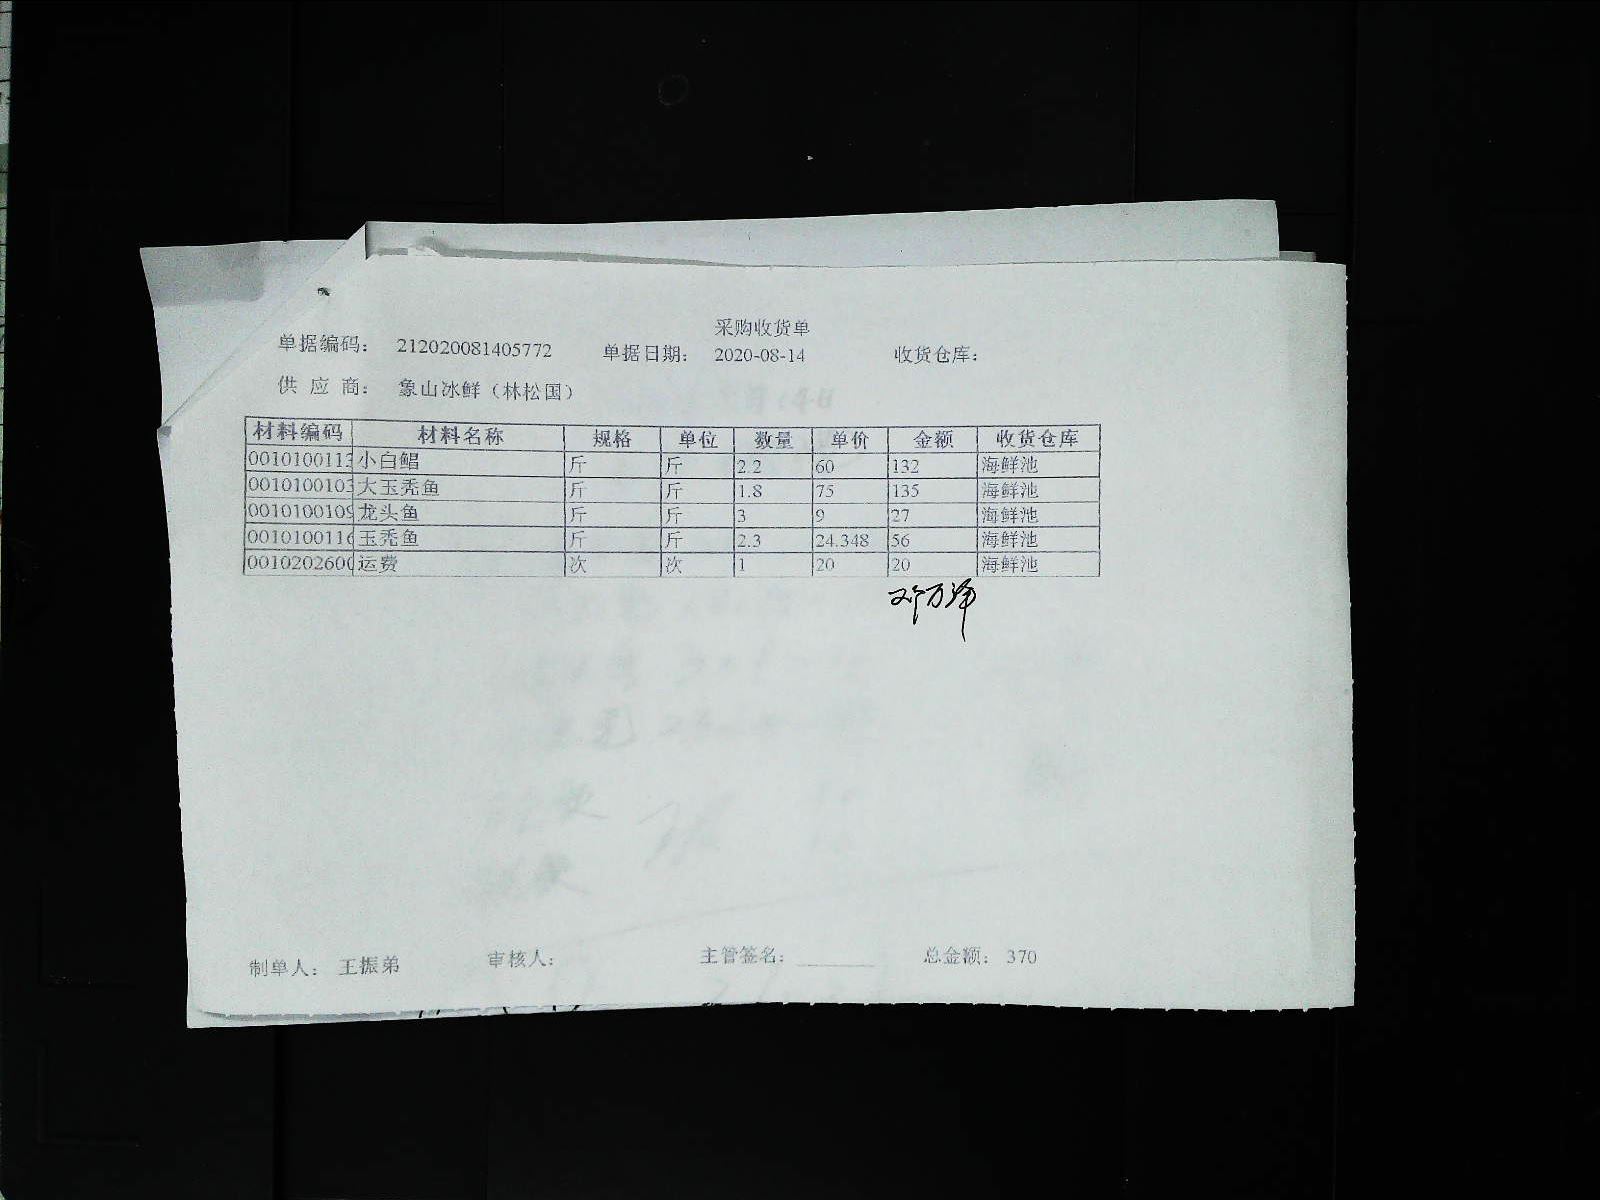 采购收货单
单据编码： 212020081405772 单据日期： 2020-08-14 收货仓库：
供 应 商： 象山冰鲜（林松国）
材料编码 材料名称 规格 单位 数量 单价 金额 收货仓库
0010100113 小白鲳 斤 斤 2.2 60 132 海鲜池
0010100103 大玉秃鱼 斤 斤 1.8 75 135 海鲜池
0010100109 龙头鱼 斤 斤 3 9 27 海鲜池
0010100116 玉秃鱼 斤 斤 2.3 24.348 56 海鲜池
0010202600 运费 次 次 1 20 20 海鲜池
制单人： 王振弟 审核人： 主管签名： 总金额： 370